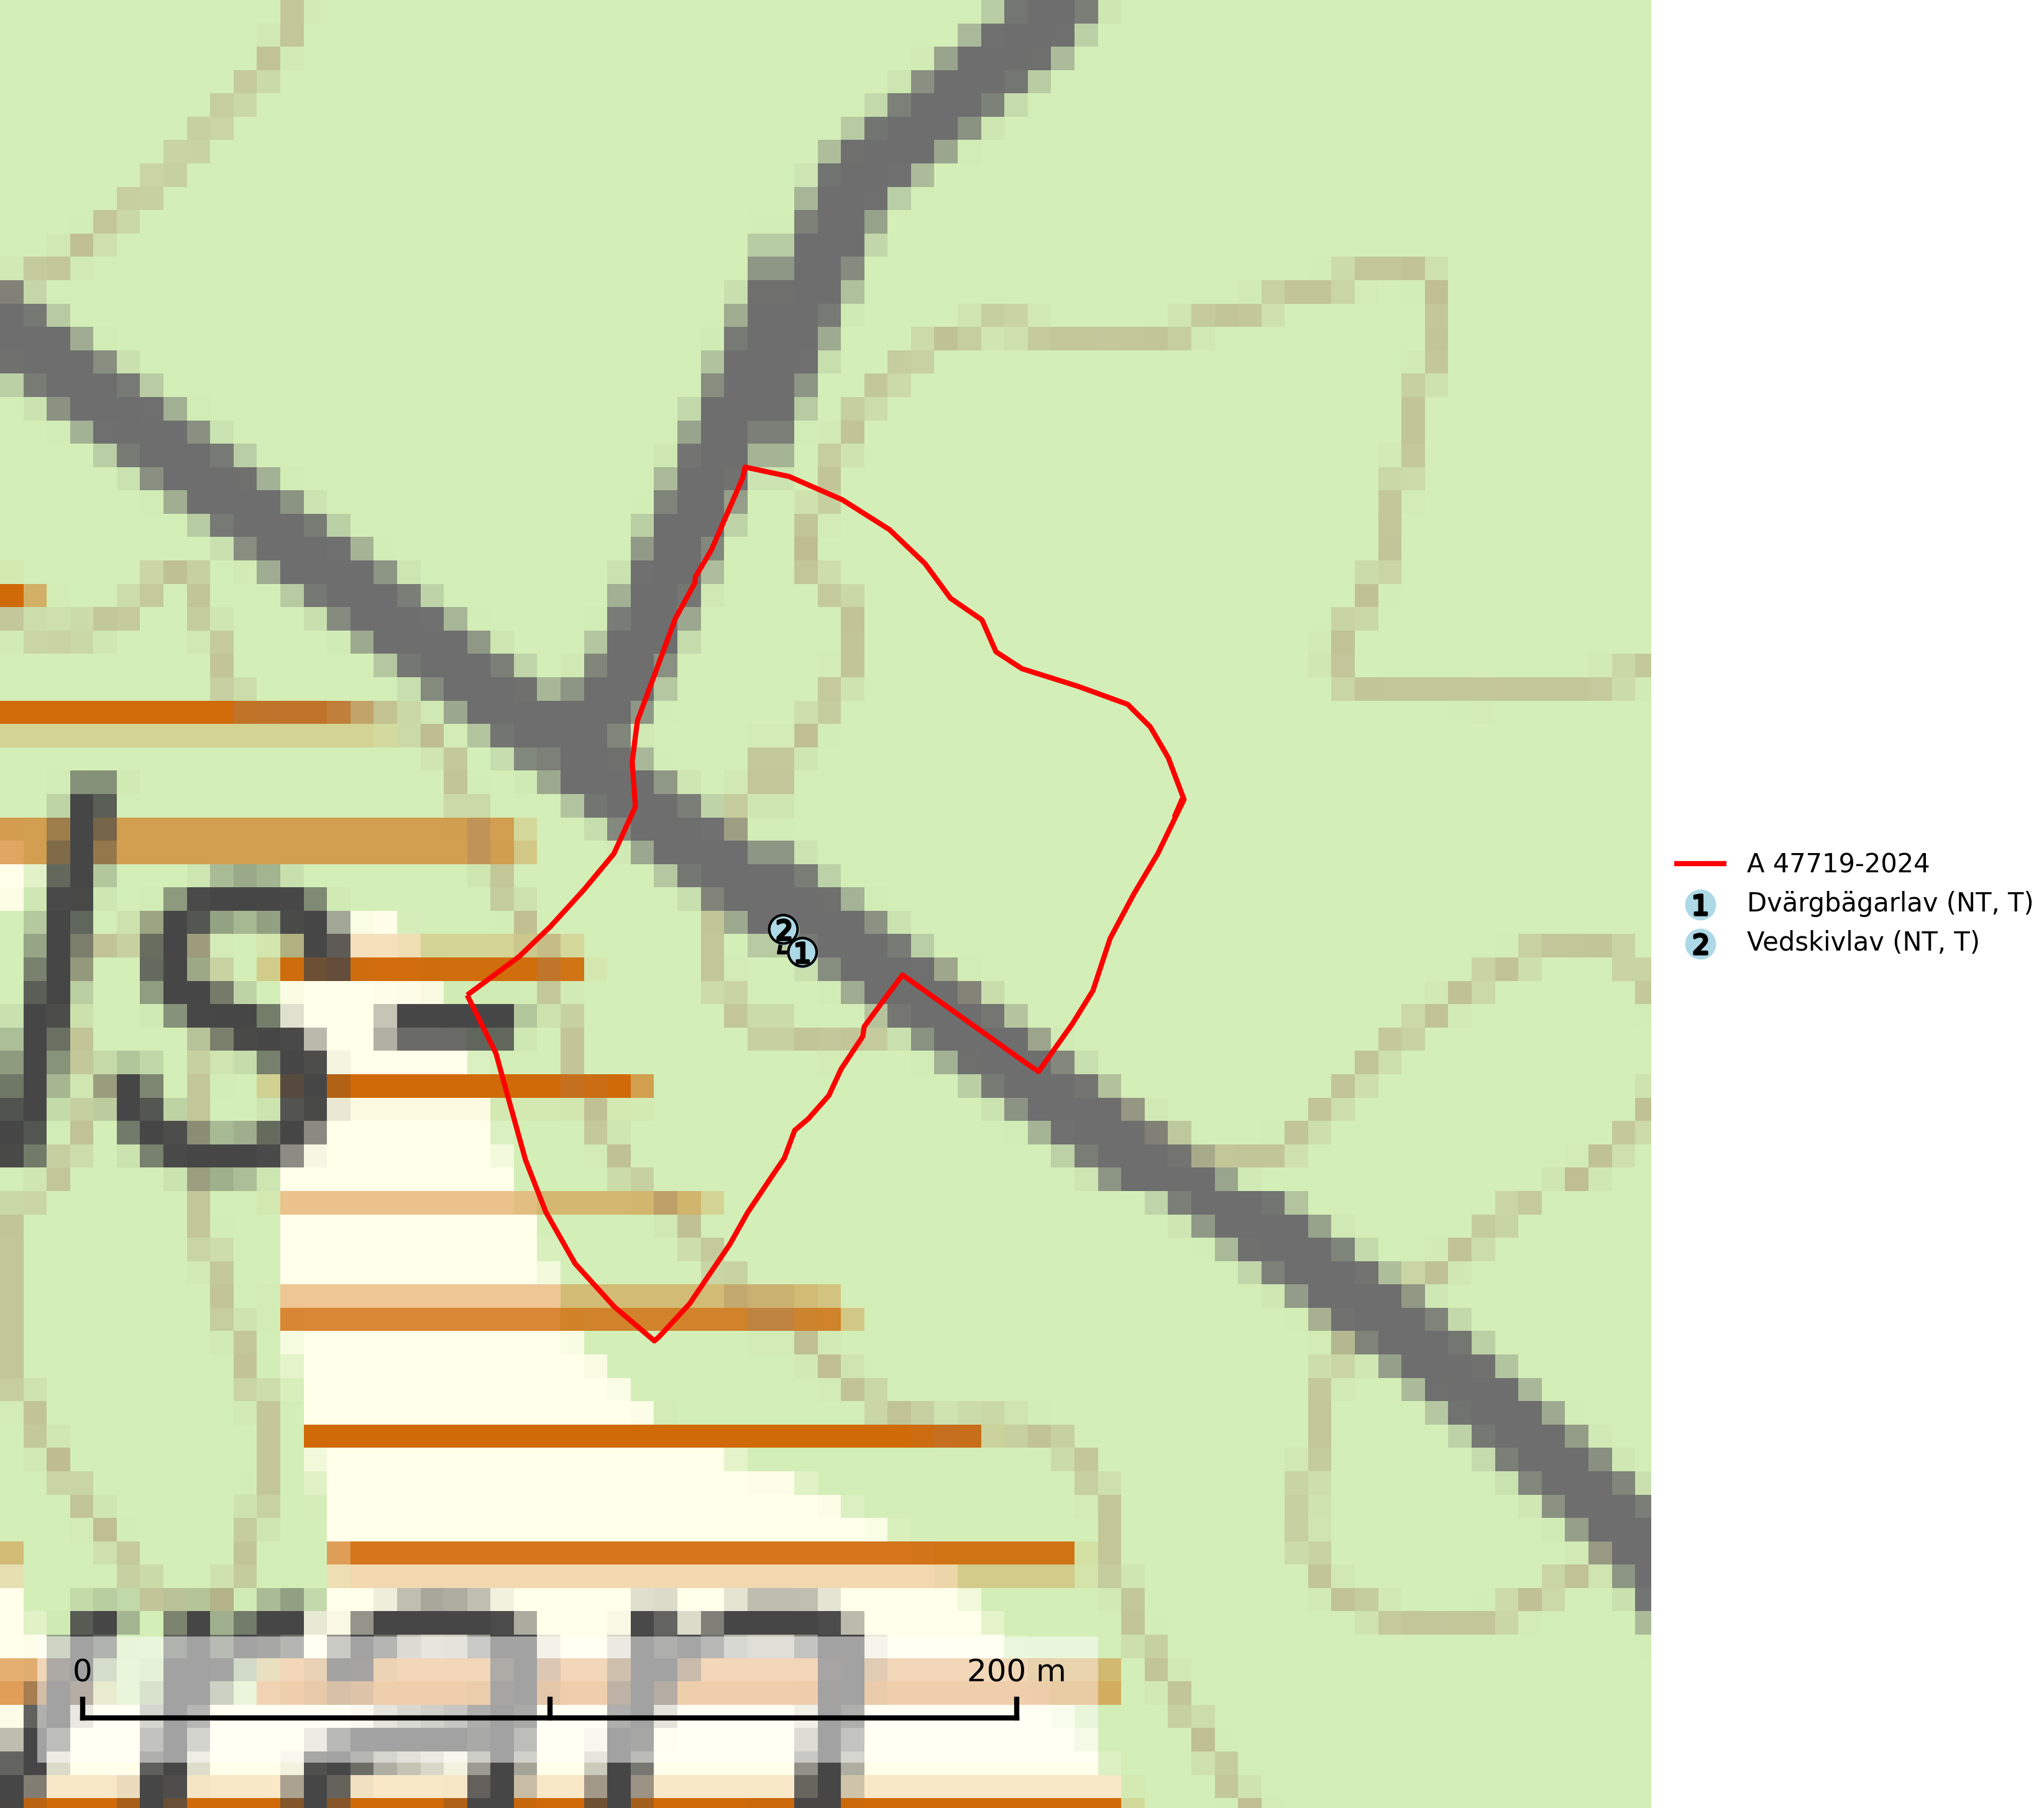 A 47719-2024
1 Dvärgbägarlav (NT, T)
2 Vedskivlav (NT, T)
2
1
0 200 m